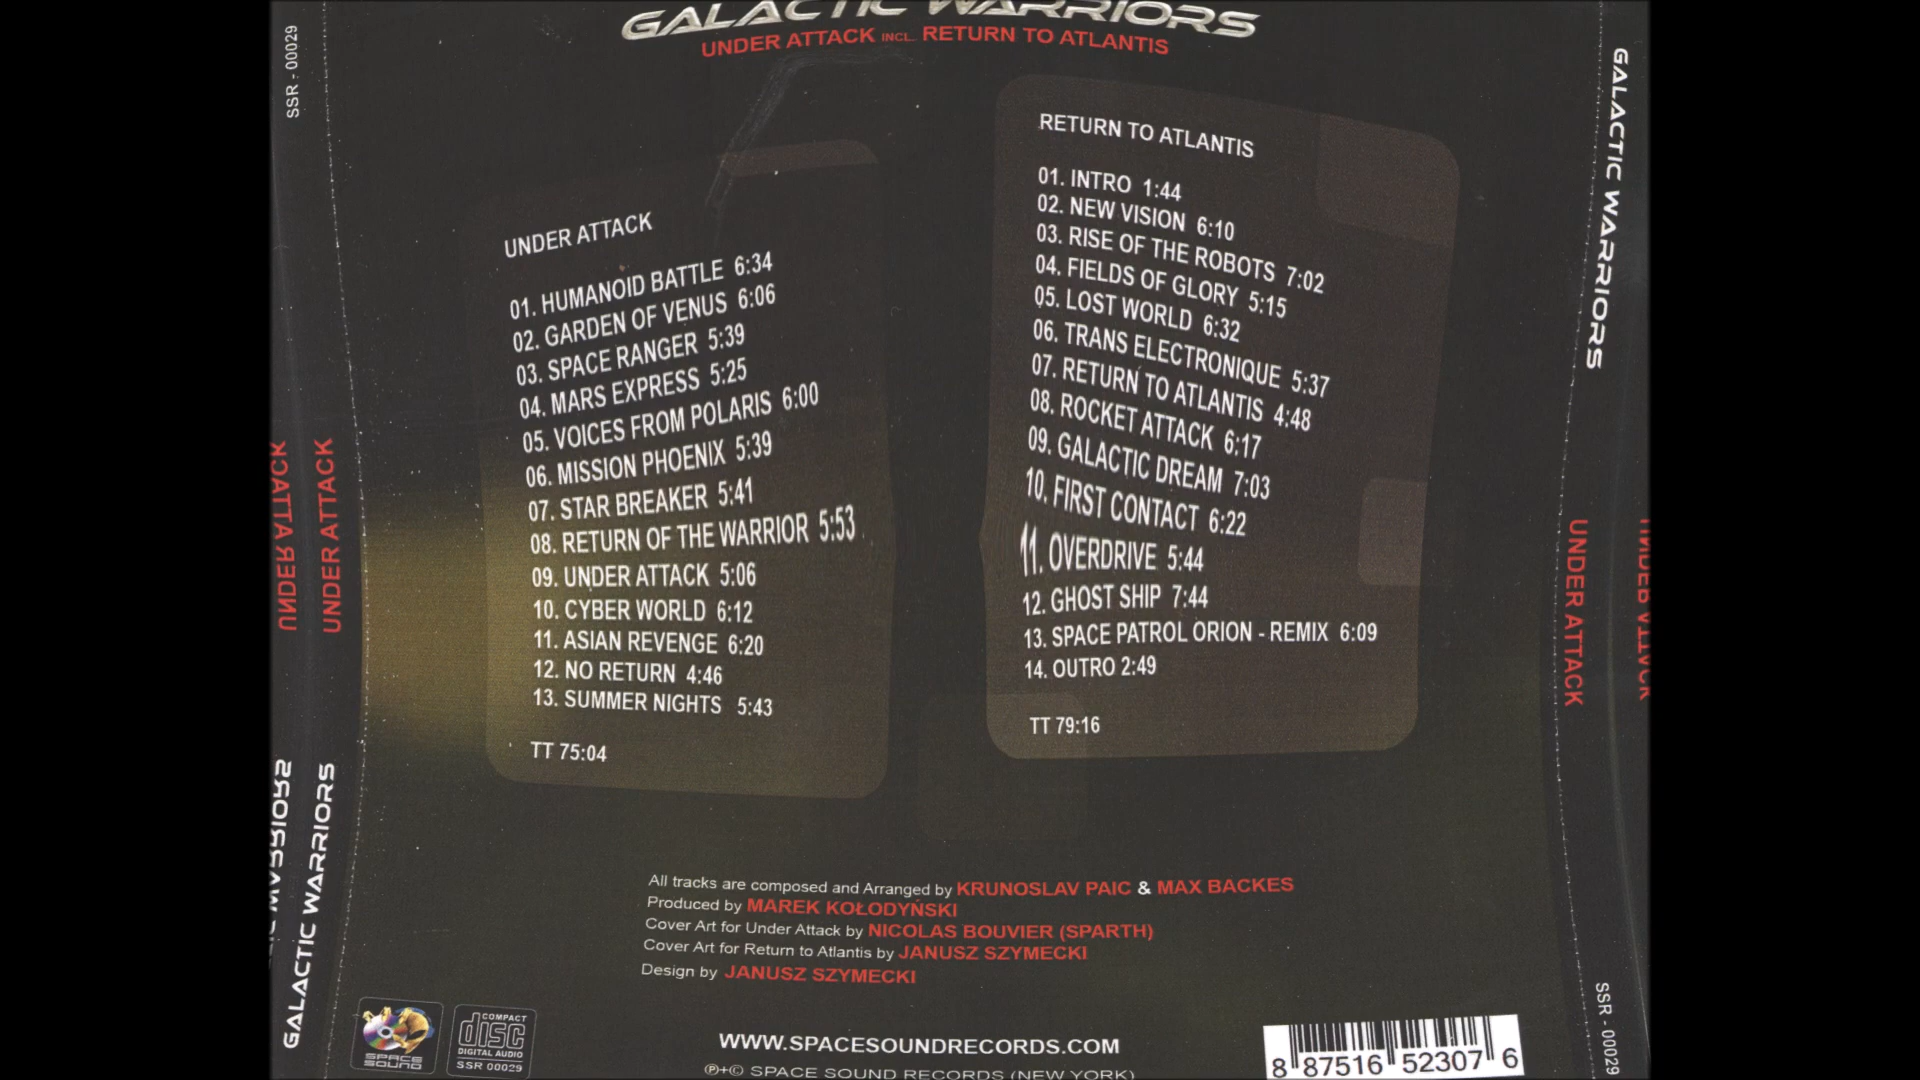 GALACTIC WARRIORS
UNDER ATTACK INCL. RETURN TO ATLANTIS
SSR - 00029
UNDER ATTACK
01. HUMANOID BATTLE 6:34
02. GARDEN OF VENUS 6:06
03. SPACE RANGER 5:39
04. MARS EXPRESS 5:25
05. VOICES FROM POLARIS 6:00
06. MISSION PHOENIX 5:39
07. STAR BREAKER 5:41
08. RETURN OF THE WARRIOR 5:53
09. UNDER ATTACK 5:06
10. CYBER WORLD 6:12
11. ASIAN REVENGE 6:20
12. NO RETURN 4:46
13. SUMMER NIGHTS 5:43
TT 75:04
RETURN TO ATLANTIS
01. INTRO 1:44
02. NEW VISION 6:10
03. RISE OF THE ROBOTS 7:02
04. FIELDS OF GLORY 5:15
05. LOST WORLD 6:32
06. TRANS ELECTRONIQUE 5:37
07. RETURN TO ATLANTIS 4:48
08. ROCKET ATTACK 6:17
09. GALACTIC DREAM 7:03
10. FIRST CONTACT 6:22
11. OVERDRIVE 5:44
12. GHOST SHIP 7:44
13. SPACE PATROL ORION - REMIX 6:09
14. OUTRO 2:49
TT 79:16
All tracks are composed and Arranged by KRUNOSLAV PAIC & MAX BACKES
Produced by MAREK KOŁODYŃSKI
Cover Art for Under Attack by NICOLAS BOUVIER (SPARTH)
Cover Art for Return to Atlantis by JANUSZ SZYMECKI
Design by JANUSZ SZYMECKI
WWW.SPACESOUNDRECORDS.COM
℗+© SPACE SOUND RECORDS (NEW YORK)
SPACE
SOUND
COMPACT
disc
DIGITAL AUDIO
SSR 00029
8 87516 52307 6
UNDER ATTACK
UNDER ATTACK
GALACTIC WARRIORS
WARRIORS
GALACTIC WARRIORS
UNDER ATTACK
UNDER ATTACK
SSR - 00029